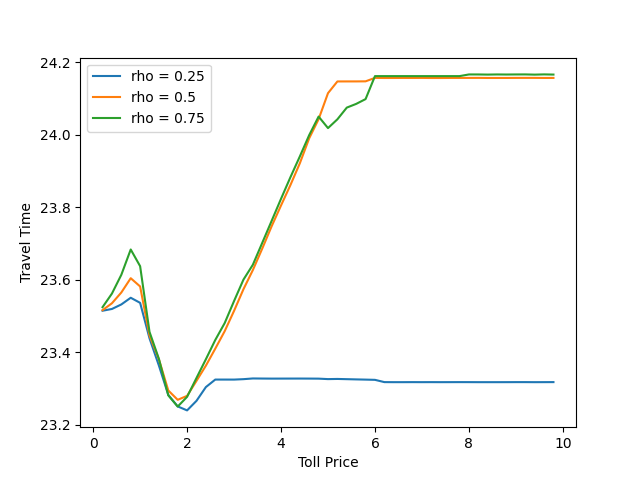 rho = 0.25
rho = 0.5
rho = 0.75
24.2
24.0
23.8
23.6
23.4
23.2
Travel Time
0 2 4 6 8 10
Toll Price